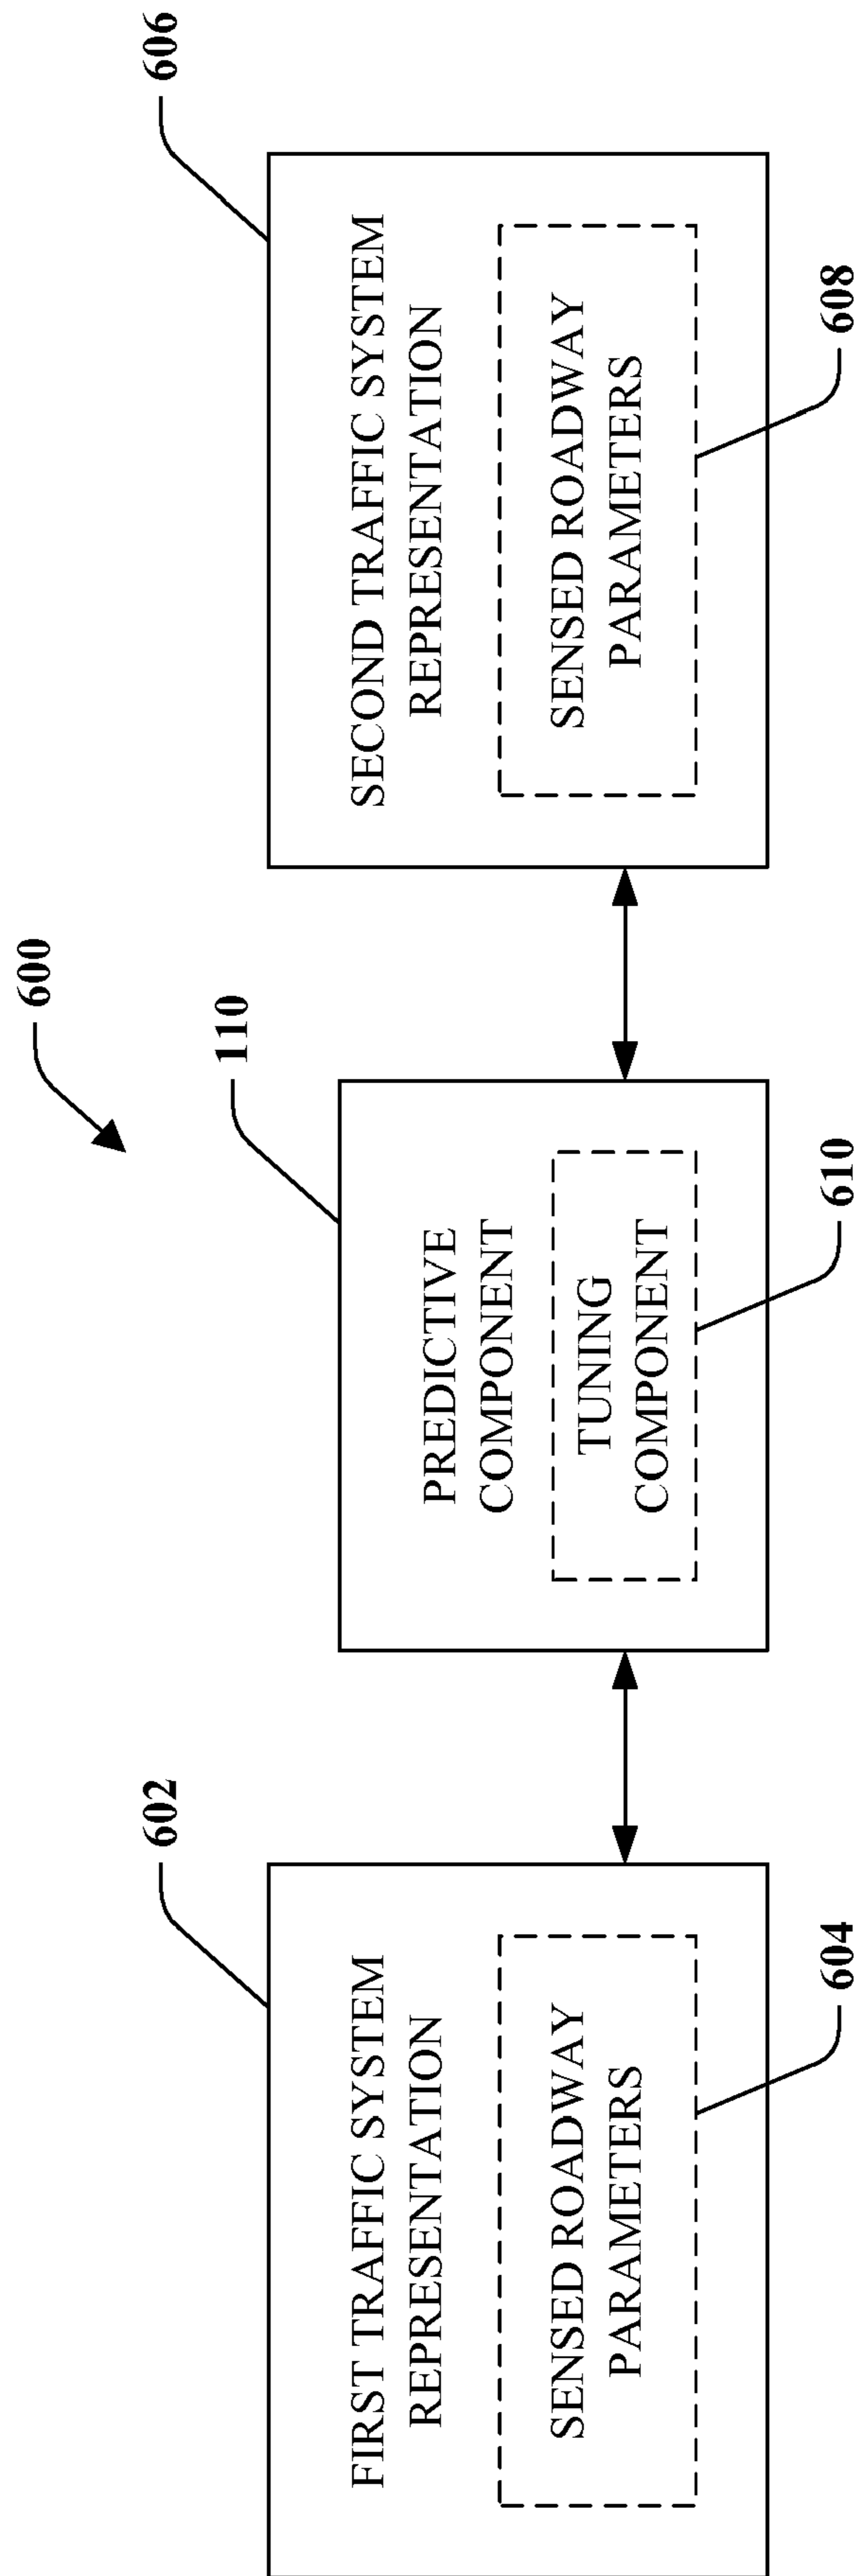 600
602
FIRST TRAFFIC SYSTEM
REPRESENTATION
SENSED ROADWAY
PARAMETERS
604
110
PREDICTIVE
COMPONENT
TUNING
COMPONENT
610
606
SECOND TRAFFIC SYSTEM
REPRESENTATION
SENSED ROADWAY
PARAMETERS
608